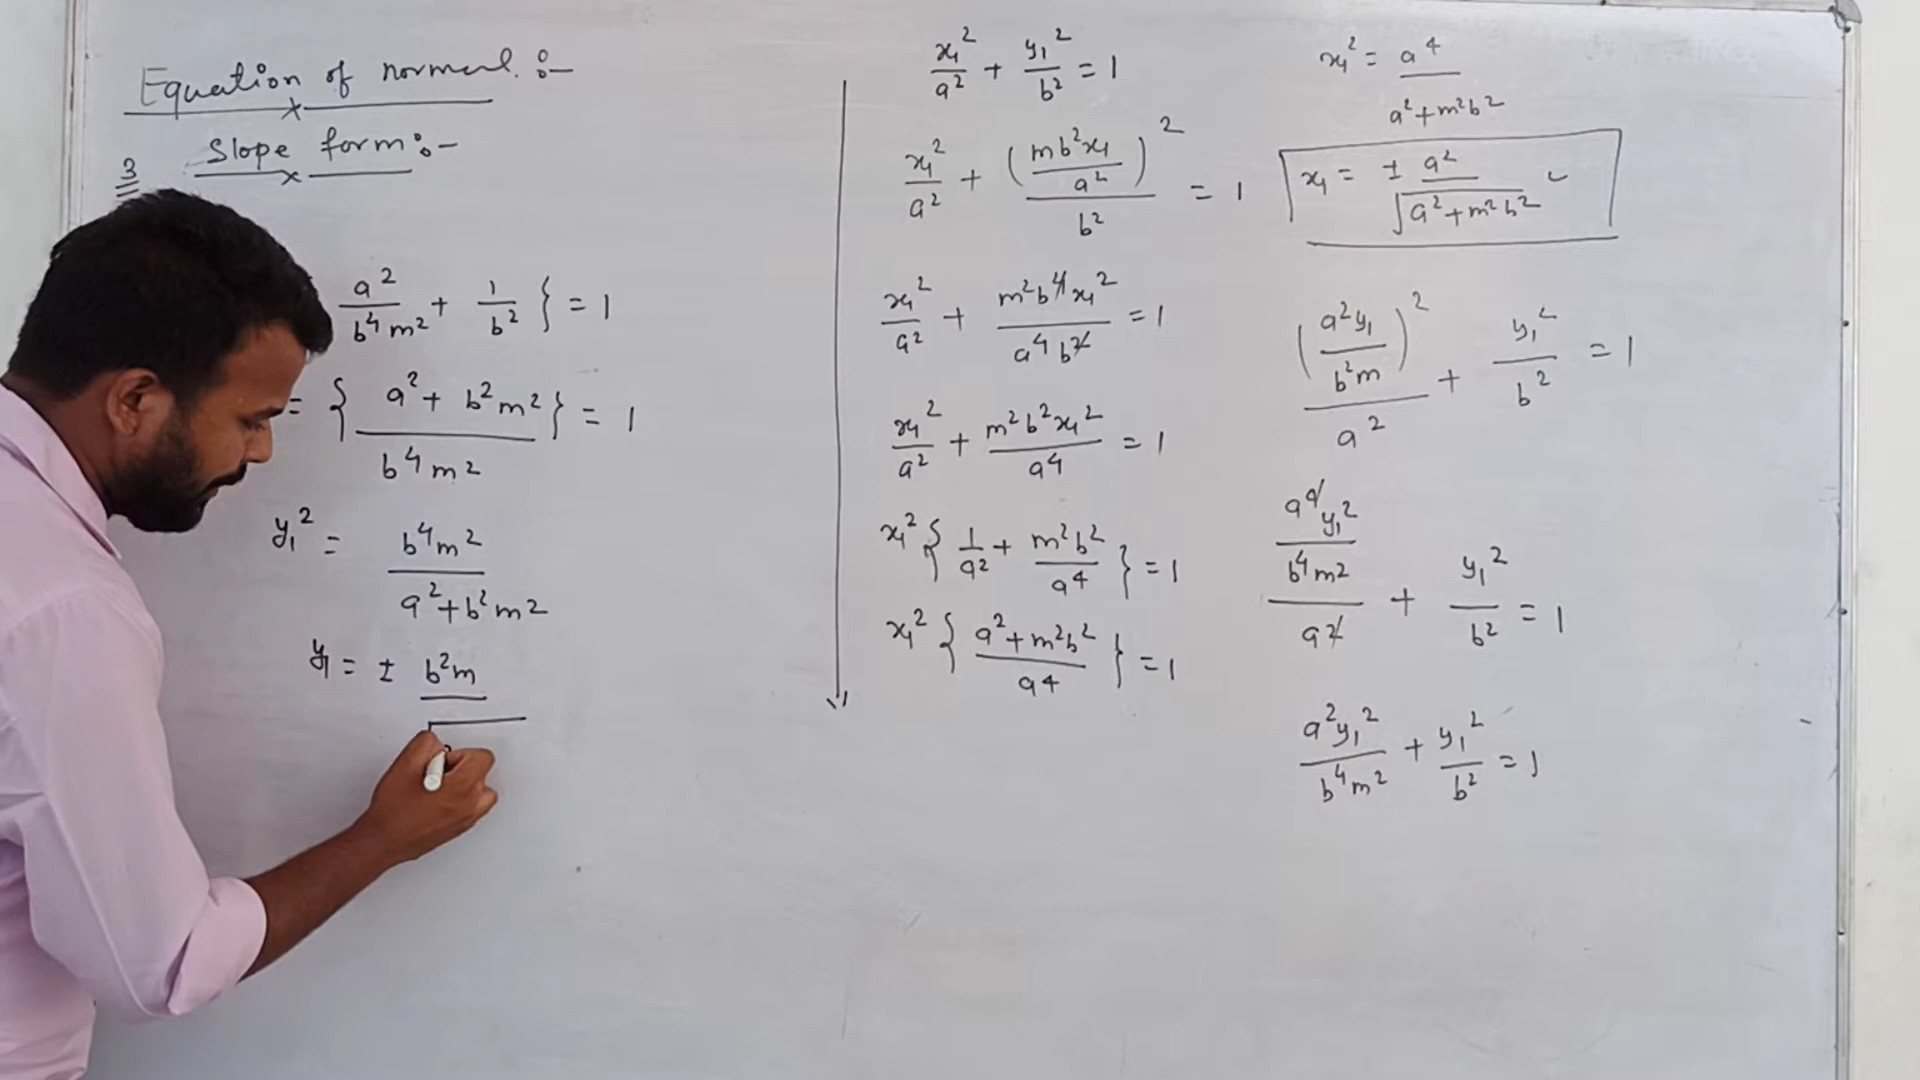 Equation of normal :-
3 Slope form :-
a²/b⁴m² + 1/b² } = 1
= { a² + b²m² / b⁴m² } = 1
y₁² = b⁴m² / a²+b²m²
y₁ = ± b²m / √
x₁²/a² + y₁²/b² = 1
x₁²/a² + (mb²x₁/a²)²/b² = 1
x₁²/a² + m²b⁴x₁²/a⁴b² = 1
x₁²/a² + m²b²x₁²/a⁴ = 1
x₁² { 1/a² + m²b²/a⁴ } = 1
x₁² { a²+m²b² / a⁴ } = 1
x₁² = a⁴ / a²+m²b²
x₁ = ± a² / √a²+m²b²
(a²y₁/b²m)²/a² + y₁²/b² = 1
a⁴y₁²/b⁴m²/a² + y₁²/b² = 1
a²y₁²/b⁴m² + y₁²/b² = 1